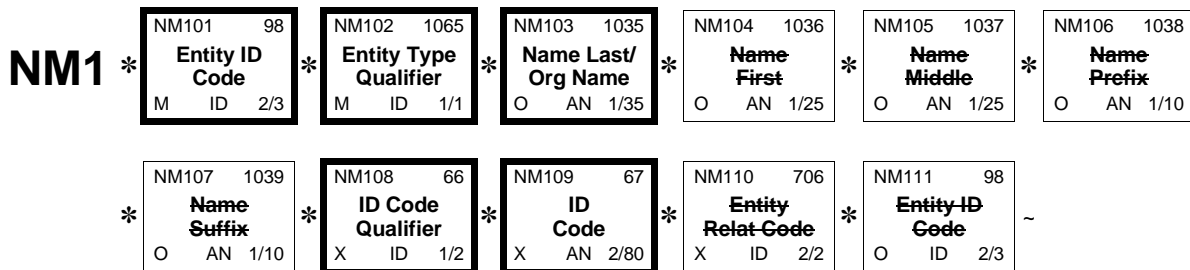 NM101 98 NM102 1065 NM103 1035 NM104 1036 NM105 1037 NM106 1038
NM1 * Entity ID * Entity Type * Name Last/ * Name * Name * Name
Code Qualifier Org Name First Middle Prefix
M ID 2/3 M ID 1/1 O AN 1/35 O AN 1/25 O AN 1/25 O AN 1/10
NM107 1039 NM108 66 NM109 67 NM110 706 NM111 98
* Name * ID Code * ID * Entity * Entity ID ~
Suffix Qualifier Code Relat Code Code
O AN 1/10 X ID 1/2 X AN 2/80 X ID 2/2 O ID 2/3